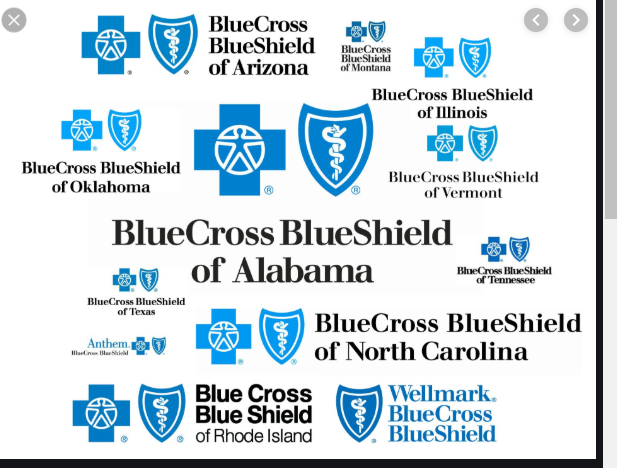 BlueCross
BlueShield
of Arizona
BlueCross
BlueShield
of Montana
BlueCross BlueShield
of Illinois
BlueCross BlueShield
of Oklahoma
®
®
BlueCross BlueShield
of Vermont
BlueCross BlueShield
of Alabama
BlueCross BlueShield
of Tennessee
BlueCross BlueShield
of Texas
Anthem.
BlueCross BlueShield
BlueCross BlueShield
of North Carolina
Blue Cross
Blue Shield
of Rhode Island
Wellmark®
BlueCross
BlueShield